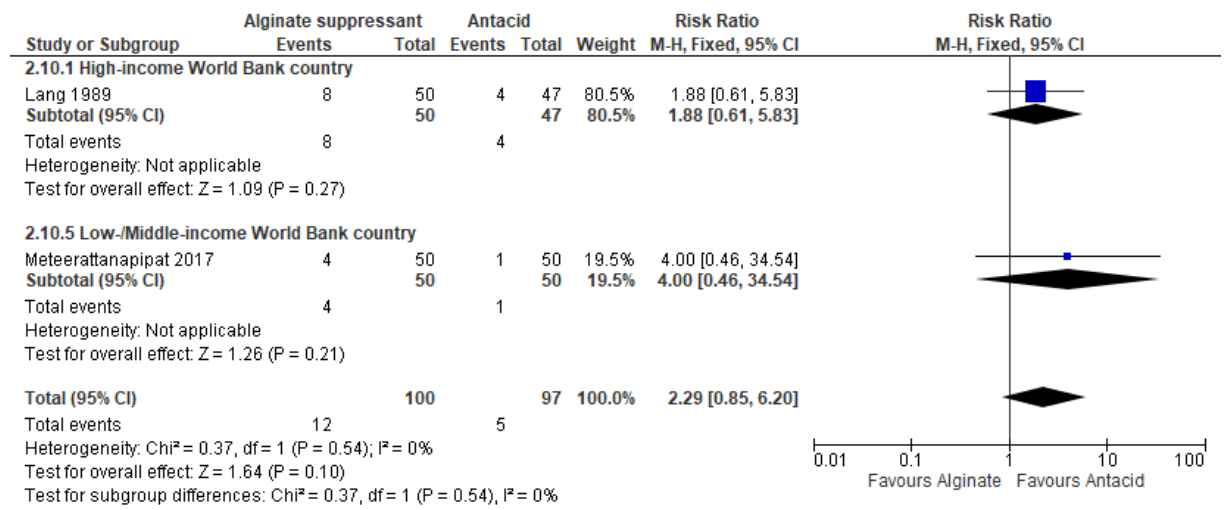 Alginate suppressant Antacid Risk Ratio Risk Ratio
Study or Subgroup Events Total Events Total Weight M-H, Fixed, 95% CI M-H, Fixed, 95% CI
2.10.1 High-income World Bank country
Lang 1989 8 50 4 47 80.5% 1.88 [0.61, 5.83]
Subtotal (95% CI) 50 47 80.5% 1.88 [0.61, 5.83]
Total events 8 4
Heterogeneity: Not applicable
Test for overall effect: Z = 1.09 (P = 0.27)
2.10.5 Low-/Middle-income World Bank country
Meteerattanapipat 2017 4 50 1 50 19.5% 4.00 [0.46, 34.54]
Subtotal (95% CI) 50 50 19.5% 4.00 [0.46, 34.54]
Total events 4 1
Heterogeneity: Not applicable
Test for overall effect: Z = 1.26 (P = 0.21)
Total (95% CI) 100 97 100.0% 2.29 [0.85, 6.20]
Total events 12 5
Heterogeneity: Chi² = 0.37, df = 1 (P = 0.54); I² = 0%
Test for overall effect: Z = 1.64 (P = 0.10)
Test for subgroup differences: Chi² = 0.37, df = 1 (P = 0.54), I² = 0%
0.01 0.1 1 10 100
Favours Alginate Favours Antacid